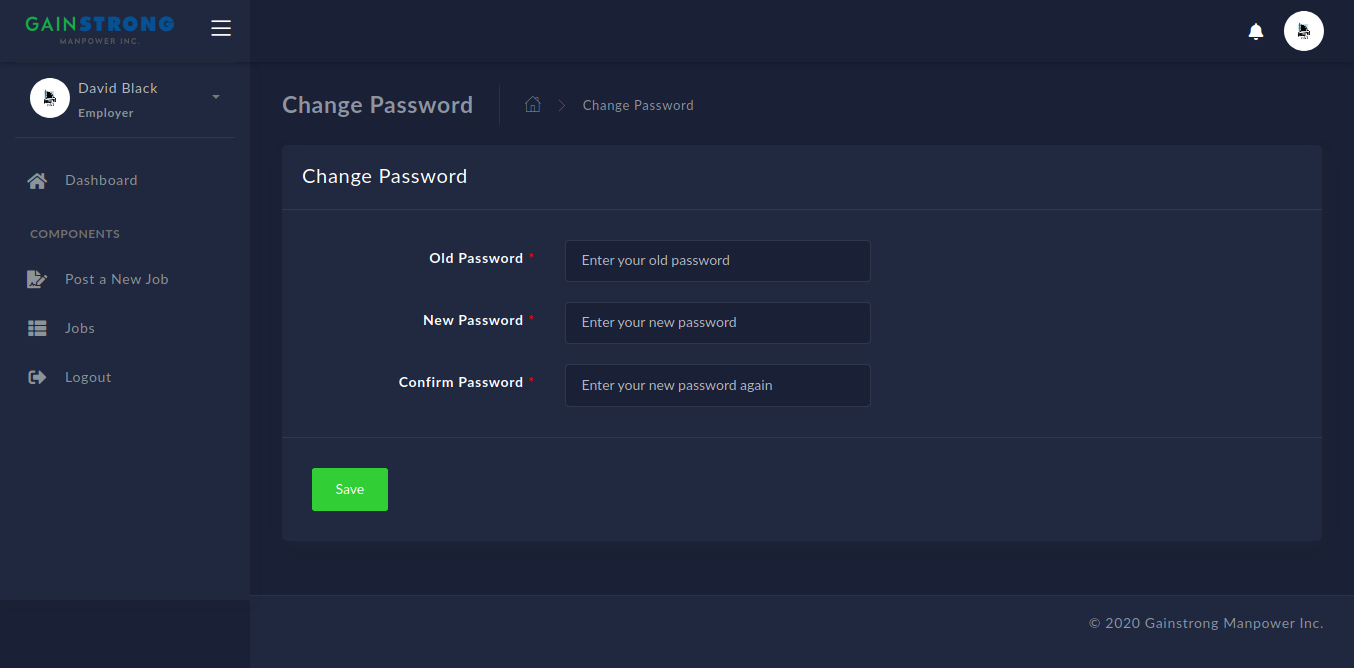 GAINSTRONG
MANPOWER INC.
David Black
Employer
Dashboard
COMPONENTS
Post a New Job
Jobs
Logout
Change Password
Change Password
Change Password
Old Password *
Enter your old password
New Password *
Enter your new password
Confirm Password *
Enter your new password again
Save
© 2020 Gainstrong Manpower Inc.